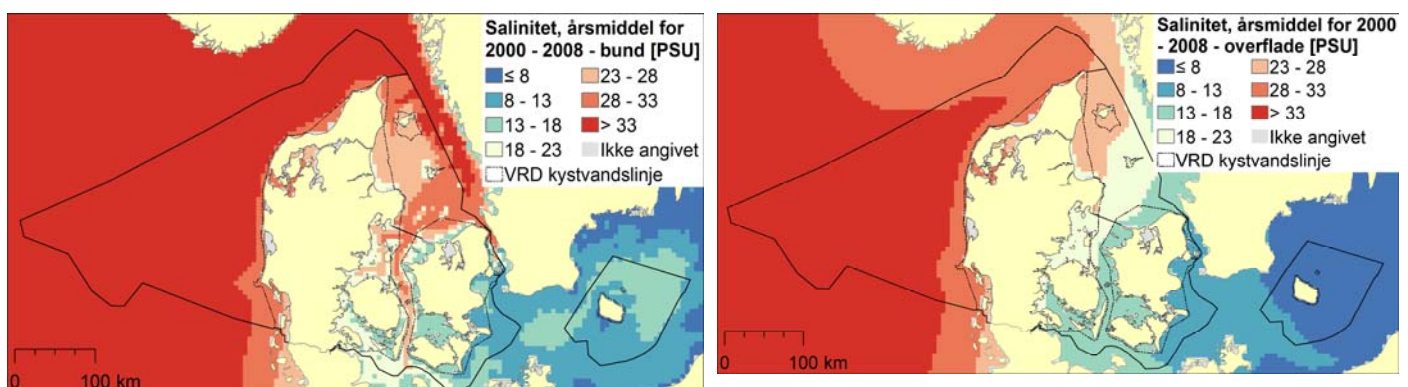 Salinitet, årsmiddel for
2000 - 2008 - bund [PSU]
≤ 8
23 - 28
8 - 13
28 - 33
13 - 18
> 33
18 - 23
Ikke angivet
VRD kystvandslinje
0 100 km
Salinitet, årsmiddel for 2000
- 2008 - overflade [PSU]
≤ 8
23 - 28
8 - 13
28 - 33
13 - 18
> 33
18 - 23
Ikke angivet
VRD kystvandslinje
0 100 km